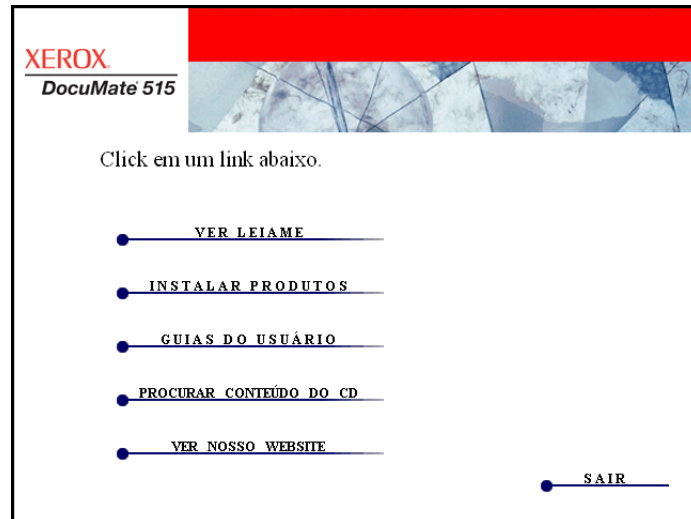 XEROX.
DocuMate® 515
Click em um link abaixo.
VER LEIAME
INSTALAR PRODUTOS
GUIAS DO USUÁRIO
PROCURAR CONTEÚDO DO CD
VER NOSSO WEBSITE
SAIR